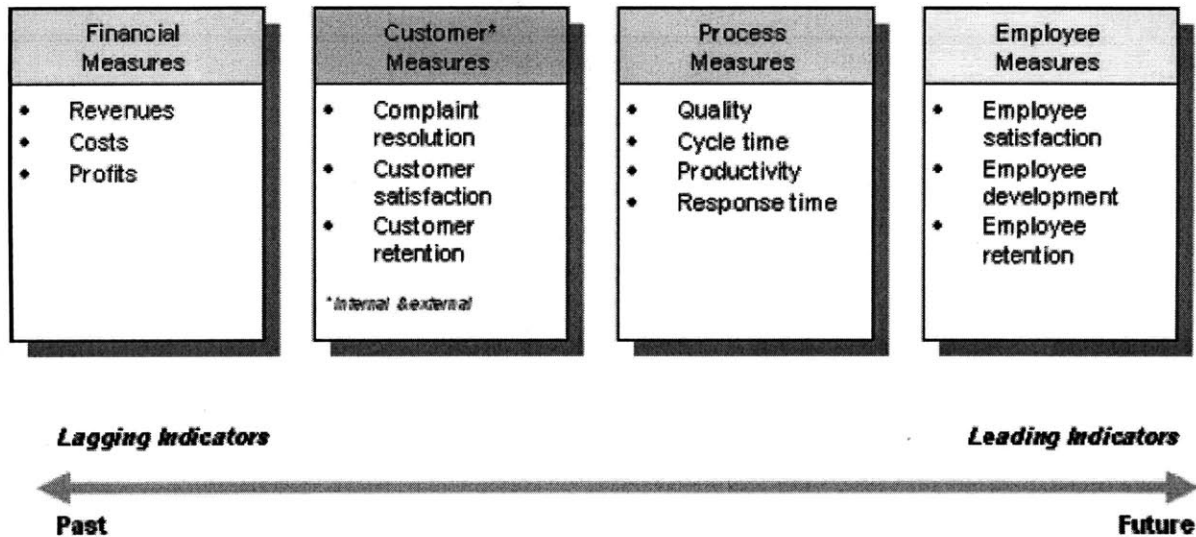 Financial
Measures
• Revenues
• Costs
• Profits
Customer*
Measures
• Complaint
resolution
• Customer
satisfaction
• Customer
retention
*Internal & external
Process
Measures
• Quality
• Cycle time
• Productivity
• Response time
Employee
Measures
• Employee
satisfaction
• Employee
development
• Employee
retention
Lagging Indicators
Leading Indicators
Past
Future